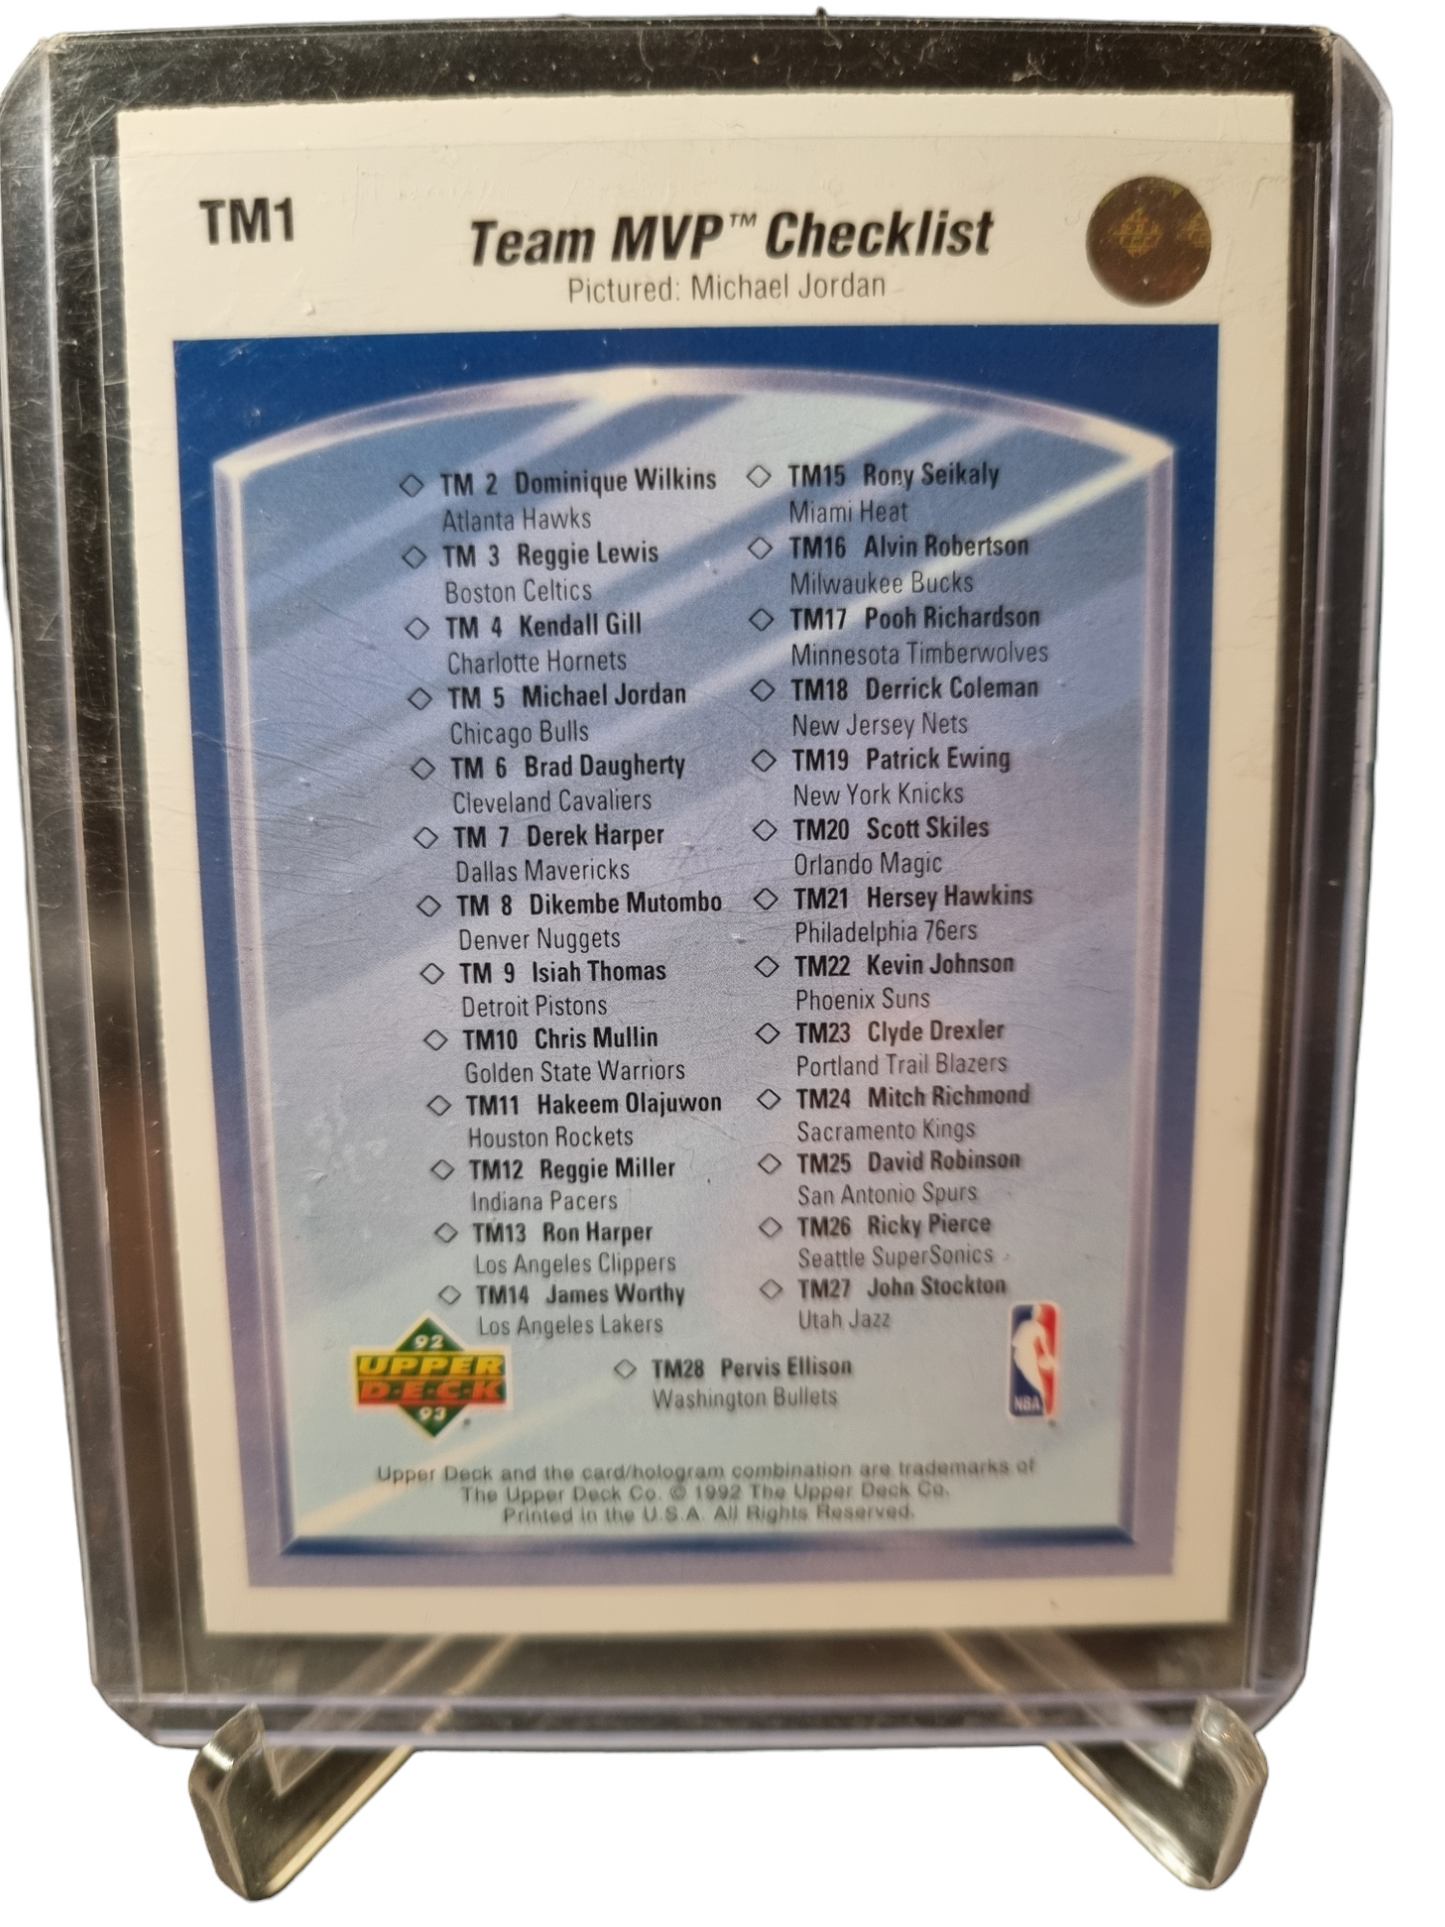 TM1
Team MVP™ Checklist
Pictured: Michael Jordan
TM 2 Dominique Wilkins
Atlanta Hawks
TM 3 Reggie Lewis
Boston Celtics
TM 4 Kendall Gill
Charlotte Hornets
TM 5 Michael Jordan
Chicago Bulls
TM 6 Brad Daugherty
Cleveland Cavaliers
TM 7 Derek Harper
Dallas Mavericks
TM 8 Dikembe Mutombo
Denver Nuggets
TM 9 Isiah Thomas
Detroit Pistons
TM10 Chris Mullin
Golden State Warriors
TM11 Hakeem Olajuwon
Houston Rockets
TM12 Reggie Miller
Indiana Pacers
TM13 Ron Harper
Los Angeles Clippers
TM14 James Worthy
Los Angeles Lakers
TM15 Rony Seikaly
Miami Heat
TM16 Alvin Robertson
Milwaukee Bucks
TM17 Pooh Richardson
Minnesota Timberwolves
TM18 Derrick Coleman
New Jersey Nets
TM19 Patrick Ewing
New York Knicks
TM20 Scott Skiles
Orlando Magic
TM21 Hersey Hawkins
Philadelphia 76ers
TM22 Kevin Johnson
Phoenix Suns
TM23 Clyde Drexler
Portland Trail Blazers
TM24 Mitch Richmond
Sacramento Kings
TM25 David Robinson
San Antonio Spurs
TM26 Ricky Pierce
Seattle SuperSonics
TM27 John Stockton
Utah Jazz
TM28 Pervis Ellison
Washington Bullets
92
UPPER
D·E·C·K
93
NBA
Upper Deck and the card/hologram combination are trademarks of
The Upper Deck Co. © 1992 The Upper Deck Co.
Printed in the U.S.A. All Rights Reserved.